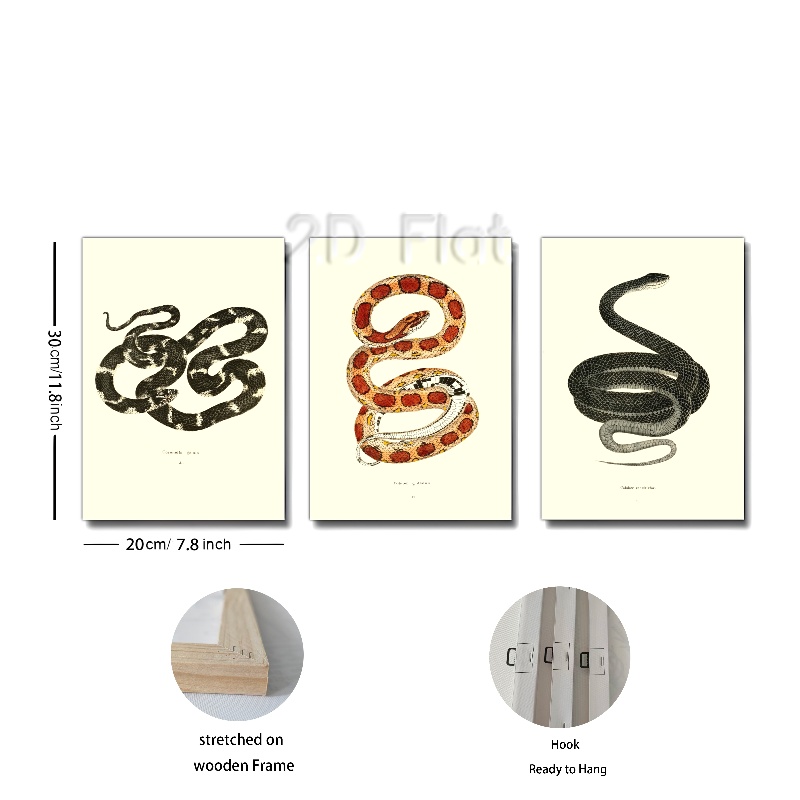 2D Flat
30cm/11.8inch
20cm/ 7.8 inch
stretched on
wooden Frame
Hook
Ready to Hang